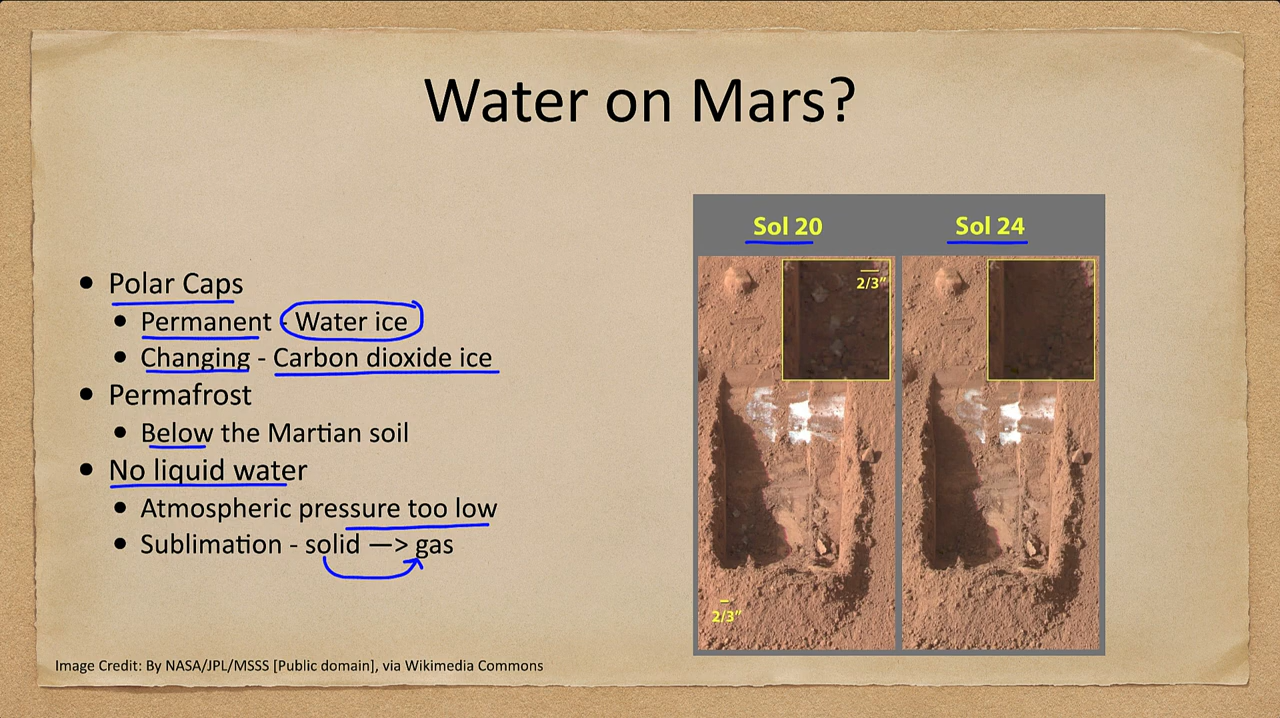 Water on Mars?
• Polar Caps
• Permanent - Water ice
• Changing - Carbon dioxide ice
• Permafrost
• Below the Martian soil
• No liquid water
• Atmospheric pressure too low
• Sublimation - solid —> gas
Sol 20
Sol 24
2/3”
2/3”
Image Credit: By NASA/JPL/MSSS [Public domain], via Wikimedia Commons